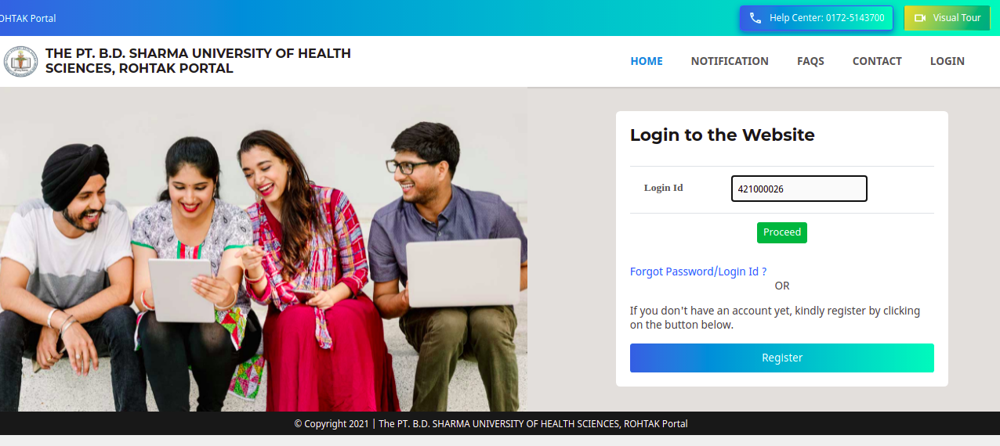 OHTAK Portal
Help Center: 0172-5143700
Visual Tour
THE PT. B.D. SHARMA UNIVERSITY OF HEALTH
SCIENCES, ROHTAK PORTAL
HOME
NOTIFICATION
FAQS
CONTACT
LOGIN
Login to the Website
Login Id
421000026
Proceed
Forgot Password/Login Id ?
OR
If you don't have an account yet, kindly register by clicking
on the button below.
Register
© Copyright 2021 | The PT. B.D. SHARMA UNIVERSITY OF HEALTH SCIENCES, ROHTAK Portal